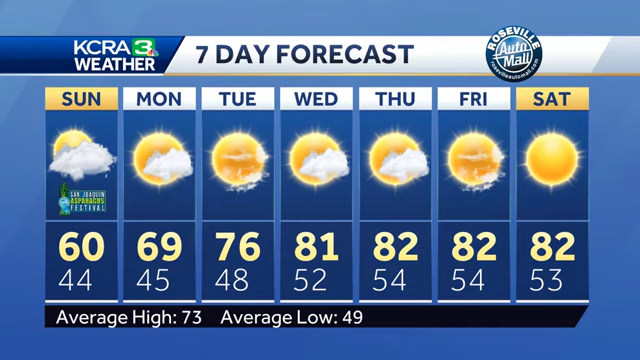 KCRA 3
WEATHER
7 DAY FORECAST
ROSEVILLE
Auto
Mall
rosevilleautomall.com
SUN MON TUE WED THU FRI SAT
SAN JOAQUIN
ASPARAGUS
FESTIVAL
60 69 76 81 82 82 82
44 45 48 52 54 54 53
Average High: 73 Average Low: 49